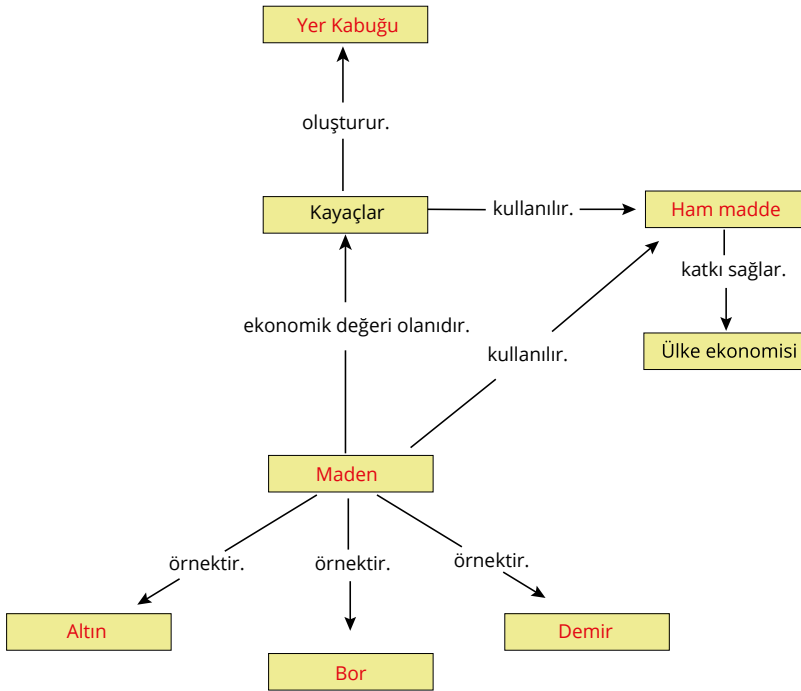 Yer Kabuğu
oluşturur.
Kayaçlar
kullanılır.
Ham madde
katkı sağlar.
ekonomik değeri olanıdır.
kullanılır.
Ülke ekonomisi
Maden
örnektir.
örnektir.
örnektir.
Altın
Bor
Demir